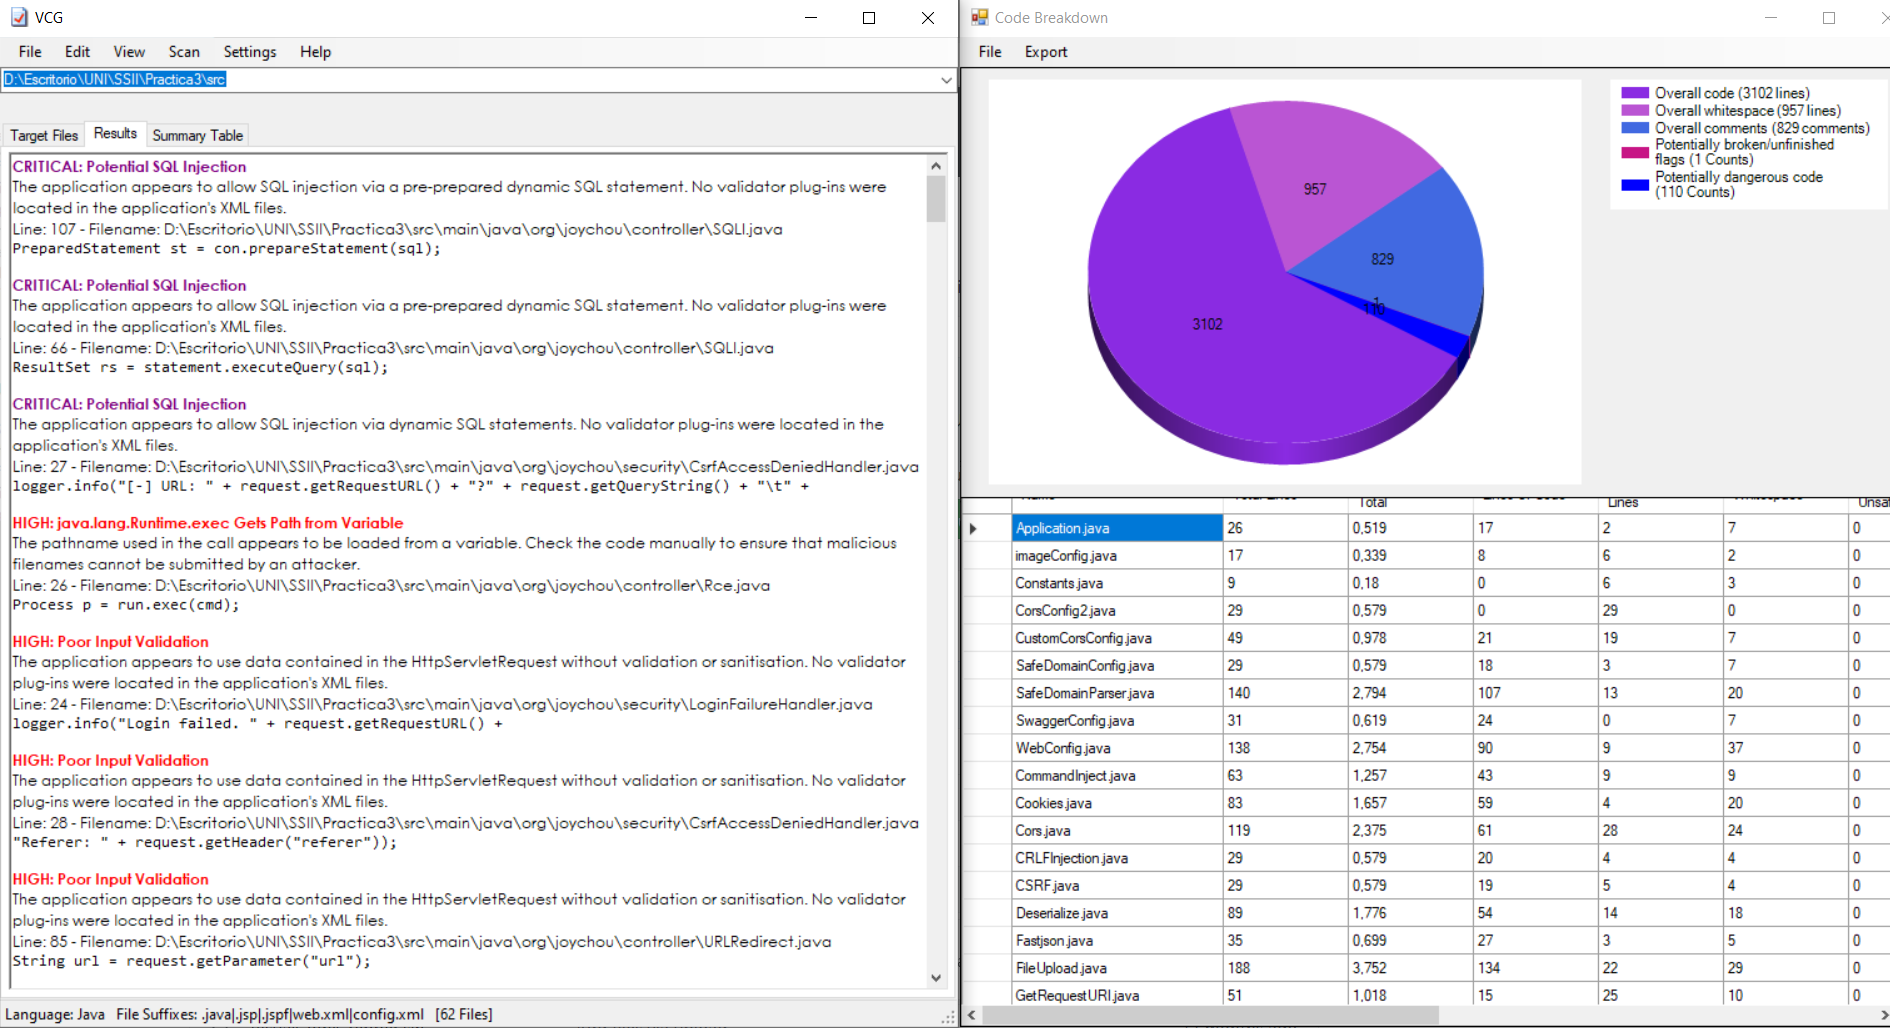 VCG
File Edit View Scan Settings Help
D:\Escritorio\UNI\SSII\Practica3\src
Target Files Results Summary Table
CRITICAL: Potential SQL Injection
The application appears to allow SQL injection via a pre-prepared dynamic SQL statement. No validator plug-ins were
located in the application's XML files.
Line: 107 - Filename: D:\Escritorio\UNI\SSII\Practica3\src\main\java\org\joychou\controller\SQLI.java
PreparedStatement st = con.prepareStatement(sql);
CRITICAL: Potential SQL Injection
The application appears to allow SQL injection via a pre-prepared dynamic SQL statement. No validator plug-ins were
located in the application's XML files.
Line: 66 - Filename: D:\Escritorio\UNI\SSII\Practica3\src\main\java\org\joychou\controller\SQLI.java
ResultSet rs = statement.executeQuery(sql);
CRITICAL: Potential SQL Injection
The application appears to allow SQL injection via dynamic SQL statements. No validator plug-ins were located in the
application's XML files.
Line: 27 - Filename: D:\Escritorio\UNI\SSII\Practica3\src\main\java\org\joychou\security\CsrfAccessDeniedHandler.java
logger.info("[-] URL: " + request.getRequestURL() + "?" + request.getQueryString() + "\t" +
HIGH: java.lang.Runtime.exec Gets Path from Variable
The pathname used in the call appears to be loaded from a variable. Check the code manually to ensure that malicious
filenames cannot be submitted by an attacker.
Line: 26 - Filename: D:\Escritorio\UNI\SSII\Practica3\src\main\java\org\joychou\controller\Rce.java
Process p = run.exec(cmd);
HIGH: Poor Input Validation
The application appears to use data contained in the HttpServletRequest without validation or sanitisation. No validator
plug-ins were located in the application's XML files.
Line: 24 - Filename: D:\Escritorio\UNI\SSII\Practica3\src\main\java\org\joychou\security\LoginFailureHandler.java
logger.info("Login failed. " + request.getRequestURL() +
HIGH: Poor Input Validation
The application appears to use data contained in the HttpServletRequest without validation or sanitisation. No validator
plug-ins were located in the application's XML files.
Line: 28 - Filename: D:\Escritorio\UNI\SSII\Practica3\src\main\java\org\joychou\security\CsrfAccessDeniedHandler.java
"Referer: " + request.getHeader("referer"));
HIGH: Poor Input Validation
The application appears to use data contained in the HttpServletRequest without validation or sanitisation. No validator
plug-ins were located in the application's XML files.
Line: 85 - Filename: D:\Escritorio\UNI\SSII\Practica3\src\main\java\org\joychou\controller\URLRedirect.java
String url = request.getParameter("url");
Language: Java File Suffixes: .java|.jsp|.jspf|web.xml|config.xml [62 Files]
Code Breakdown
File Export
957
829
1
110
3102
Overall code (3102 lines)
Overall whitespace (957 lines)
Overall comments (829 comments)
Potentially broken/unfinished
flags (1 Counts)
Potentially dangerous code
(110 Counts)
Total Lines
Total Lines
Application.java 26 0,519 17 2 7 0
imageConfig.java 17 0,339 8 6 2 0
Constants.java 9 0,18 0 6 3 0
CorsConfig2.java 29 0,579 0 29 0 0
CustomCorsConfig.java 49 0,978 21 19 7 0
SafeDomainConfig.java 29 0,579 18 3 7 0
SafeDomainParser.java 140 2,794 107 13 20 0
SwaggerConfig.java 31 0,619 24 0 7 0
WebConfig.java 138 2,754 90 9 37 0
CommandInject.java 63 1,257 43 9 9 0
Cookies.java 83 1,657 59 4 20 0
Cors.java 119 2,375 61 28 24 0
CRLFInjection.java 29 0,579 20 4 4 0
CSRF.java 29 0,579 19 5 4 0
Deserialize.java 89 1,776 54 14 18 0
Fastjson.java 35 0,699 27 3 5 0
FileUpload.java 188 3,752 134 22 29 0
GetRequestURI.java 51 1,018 15 25 10 0